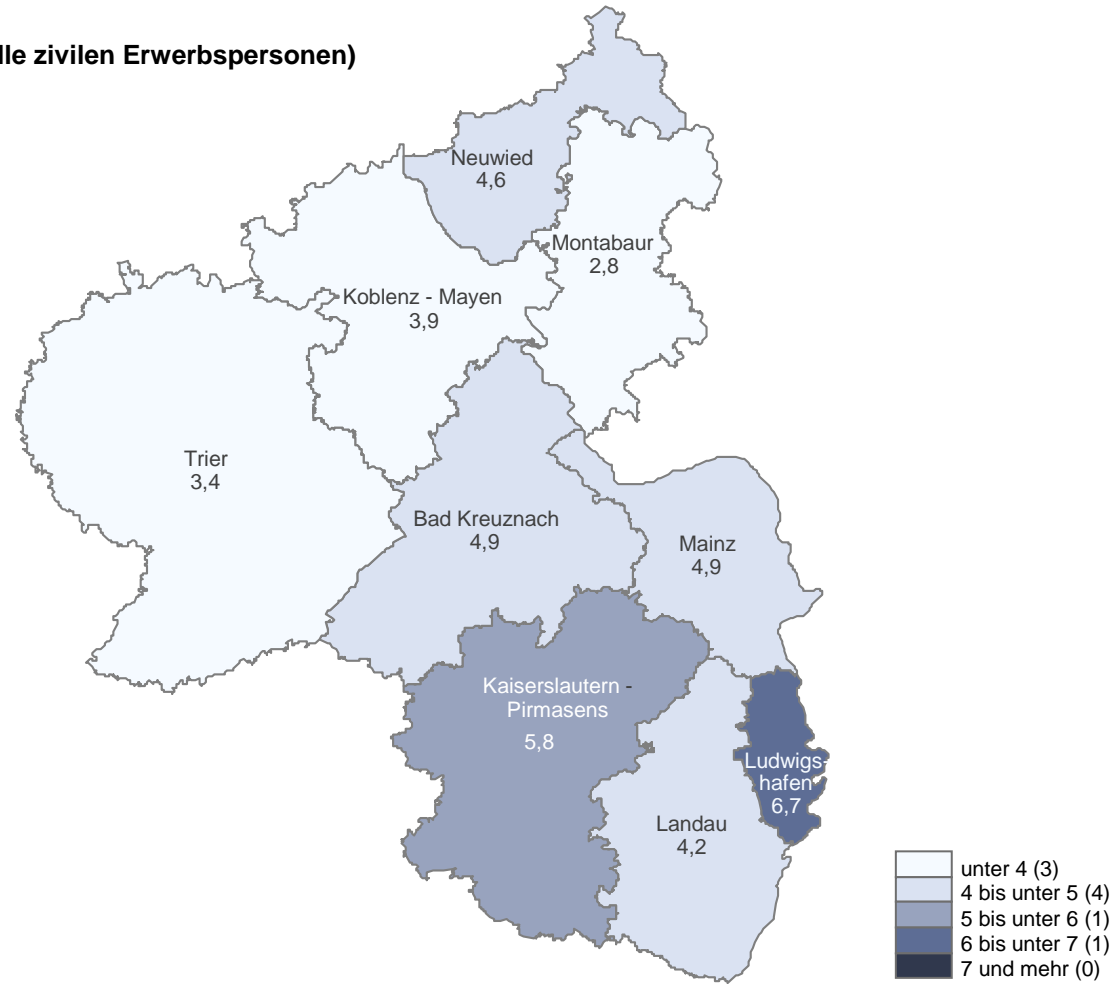 lle zivilen Erwerbspersonen)
Neuwied
4,6
Montabaur
2,8
Koblenz - Mayen
3,9
Trier
3,4
Bad Kreuznach
4,9
Mainz
4,9
Kaiserslautern -
Pirmasens
5,8
Ludwigs-
hafen
6,7
Landau
4,2
unter 4 (3)
4 bis unter 5 (4)
5 bis unter 6 (1)
6 bis unter 7 (1)
7 und mehr (0)